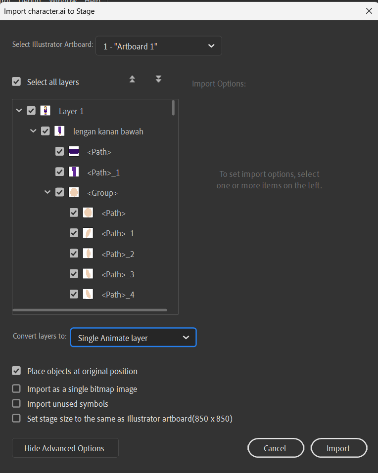 Import character.ai to Stage
Select Illustrator Artboard:
1 - "Artboard 1"
Select all layers
Import Options:
Layer 1
lengan kanan bawah
<Path>
<Path>_1
<Group>
<Path>
<Path>_1
<Path>_2
<Path>_3
<Path>_4
To set import options, select
one or more items on the left.
Convert layers to:
Single Animate layer
Place objects at original position
Import as a single bitmap image
Import unused symbols
Set stage size to the same as Illustrator artboard(850 x 850)
Hide Advanced Options
Cancel
Import